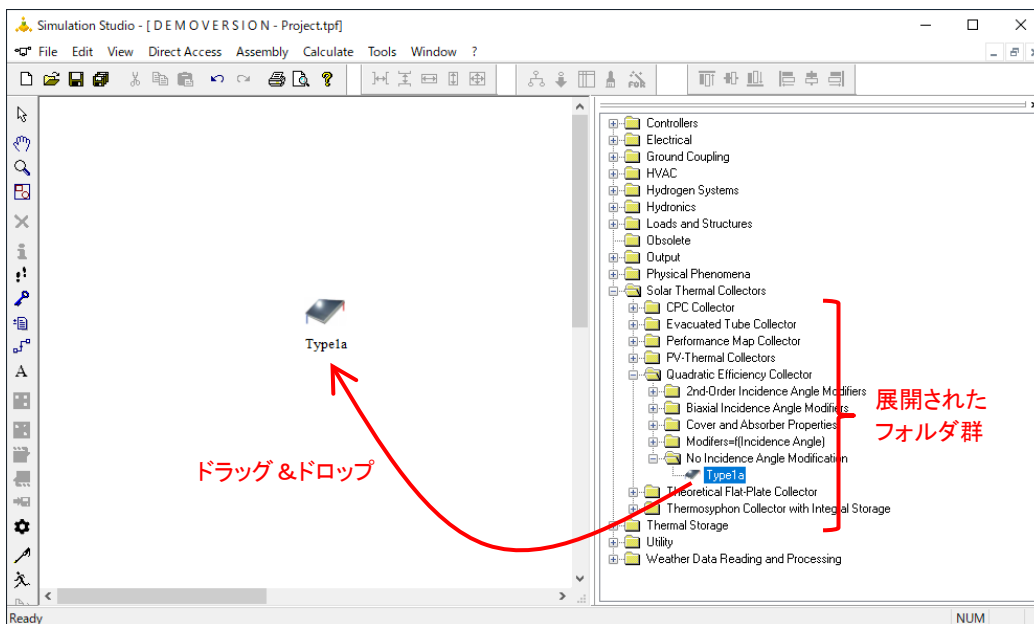 Simulation Studio - [ D E M O V E R S I O N - Project.tpf]
File Edit View Direct Access Assembly Calculate Tools Window ?
FOR
A
Type1a
ドラッグ &ドロップ
Controllers
Electrical
Ground Coupling
HVAC
Hydrogen Systems
Hydronics
Loads and Structures
Obsolete
Output
Physical Phenomena
Solar Thermal Collectors
CPC Collector
Evacuated Tube Collector
Performance Map Collector
PV-Thermal Collectors
Quadratic Efficiency Collector
2nd-Order Incidence Angle Modifiers
Biaxial Incidence Angle Modifiers
Cover and Absorber Properties
Modifers=f(Incidence Angle)
No Incidence Angle Modification
Type1a
Theoretical Flat-Plate Collector
Thermosyphon Collector with Integral Storage
Thermal Storage
Utility
Weather Data Reading and Processing
展開された
フォルダ群
Ready
NUM